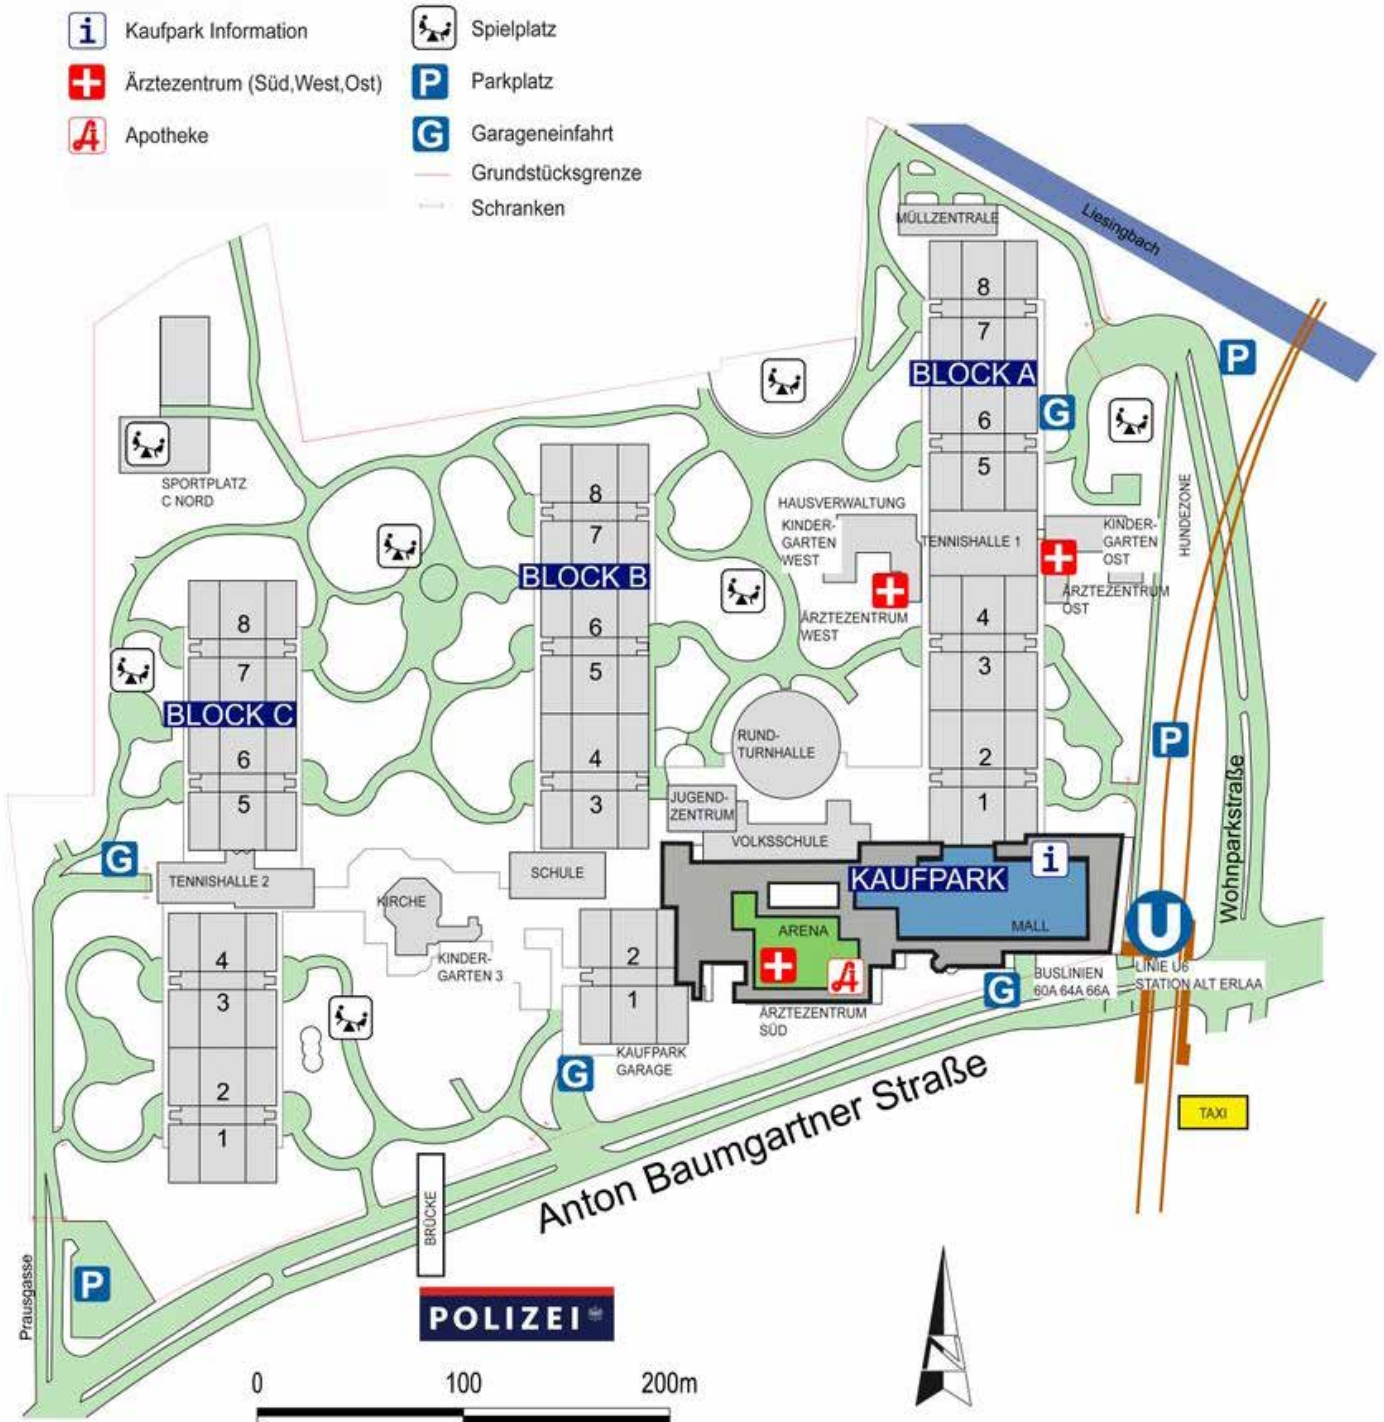 i Kaufpark Information
Ärztezentrum (Süd,West,Ost)
A Apotheke
Spielplatz
P Parkplatz
G Garageneinfahrt
Grundstücksgrenze
Schranken
Liesingbach
MÜLLZENTRALE
8
7
BLOCK A
6
5
G
P
HUNDEZONE
HAUSVERWALTUNG
KINDER-
GARTEN
WEST
TENNISHALLE 1
KINDER-
GARTEN
OST
ÄRZTEZENTRUM
WEST
ÄRZTEZENTRUM
OST
4
3
2
1
SPORTPLATZ
C NORD
8
7
BLOCK B
6
5
4
3
8
7
BLOCK C
6
5
RUND-
TURNHALLE
P
Wohnparkstraße
JUGEND-
ZENTRUM
VOLKSSCHULE
G
TENNISHALLE 2
SCHULE
KAUFPARK
i
MALL
KIRCHE
KINDER-
GARTEN 3
ARENA
A
U
LINIE U6
STATION ALT ERLAA
BUSLINIEN
60A 64A 66A
G
ÄRZTEZENTRUM
SÜD
4
3
2
1
2
1
KAUFPARK
GARAGE
G
Anton Baumgartner Straße
TAXI
BRÜCKE
Prausgasse
P
POLIZEI
N
0 100 200m